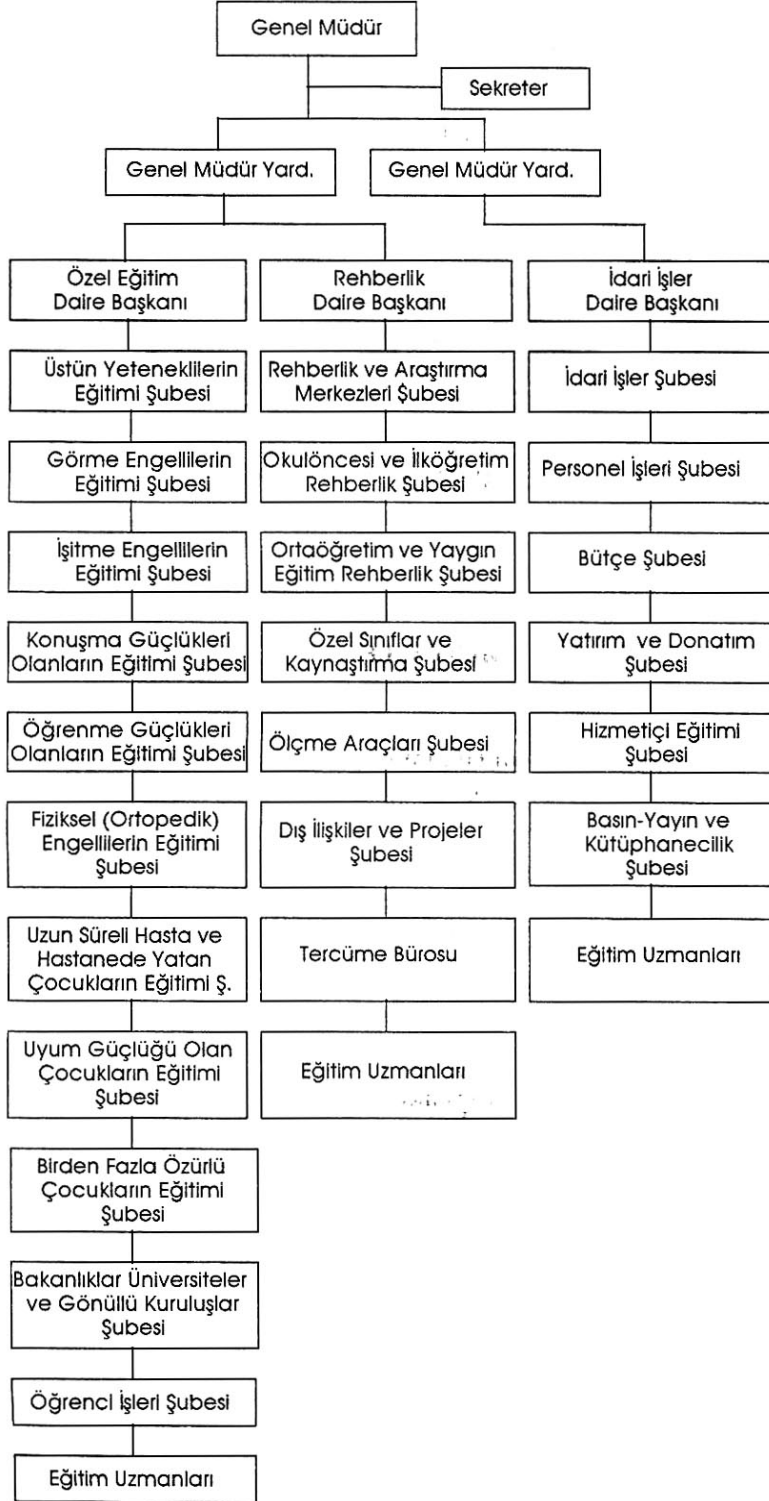 Genel Müdür
Sekreter
Genel Müdür Yard.
Genel Müdür Yard.
Özel Eğitim
Daire Başkanı
Üstün Yeteneklilerin
Eğitimi Şubesi
Görme Engellilerin
Eğitimi Şubesi
İşitme Engellilerin
Eğitimi Şubesi
Konuşma Güçlükleri
Olanların Eğitimi Şubesi
Öğrenme Güçlükleri
Olanların Eğitimi Şubesi
Fiziksel (Ortopedik)
Engellilerin Eğitimi
Şubesi
Uzun Süreli Hasta ve
Hastanede Yatan
Çocukların Eğitimi Ş.
Uyum Güçlüğü Olan
Çocukların Eğitimi
Şubesi
Birden Fazla Özürlü
Çocukların Eğitimi
Şubesi
Bakanlıklar Üniversiteler
ve Gönüllü Kuruluşlar
Şubesi
Öğrenci İşleri Şubesi
Eğitim Uzmanları
Rehberlik
Daire Başkanı
Rehberlik ve Araştırma
Merkezleri Şubesi
Okulöncesi ve İlköğretim
Rehberlik Şubesi
Ortaöğretim ve Yaygın
Eğitim Rehberlik Şubesi
Özel Sınıflar ve
Kaynaştırma Şubesi
Ölçme Araçları Şubesi
Dış İlişkiler ve Projeler
Şubesi
Tercüme Bürosu
Eğitim Uzmanları
İdari İşler
Daire Başkanı
İdari İşler Şubesi
Personel İşleri Şubesi
Bütçe Şubesi
Yatırım ve Donatım
Şubesi
Hizmetiçi Eğitimi
Şubesi
Basın-Yayın ve
Kütüphanecilik
Şubesi
Eğitim Uzmanları